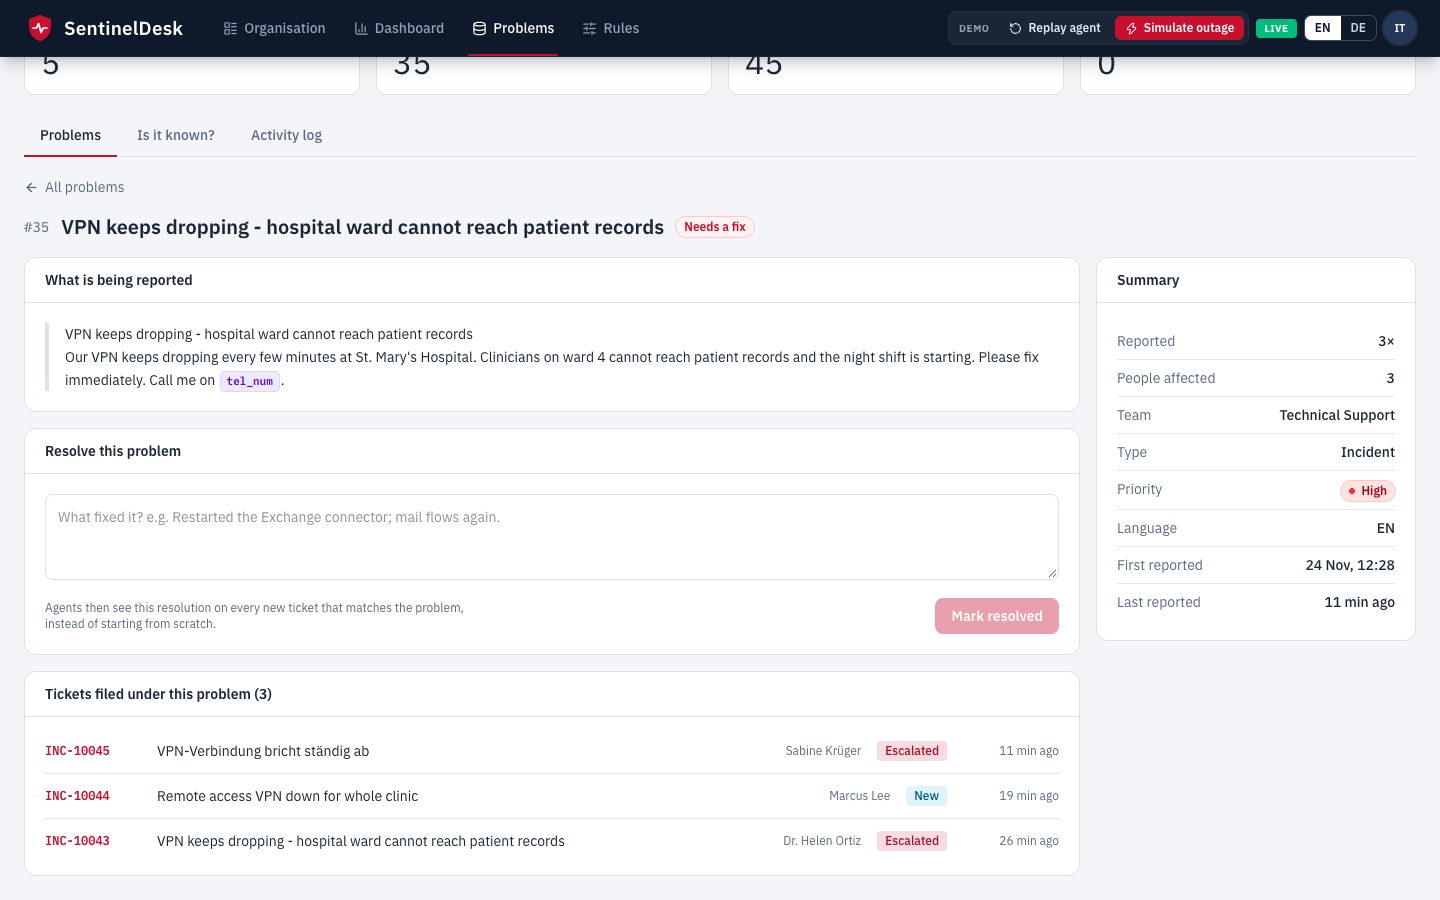 SentinelDesk
Organisation
Dashboard
Problems
Rules
DEMO
Replay agent
Simulate outage
LIVE
EN
DE
IT
5
35
45
0
Problems
Is it known?
Activity log
All problems
#35 VPN keeps dropping - hospital ward cannot reach patient records
Needs a fix
What is being reported
VPN keeps dropping - hospital ward cannot reach patient records
Our VPN keeps dropping every few minutes at St. Mary's Hospital. Clinicians on ward 4 cannot reach patient records and the night shift is starting. Please fix
immediately. Call me on tel_num.
Resolve this problem
What fixed it? e.g. Restarted the Exchange connector; mail flows again.
Agents then see this resolution on every new ticket that matches the problem,
instead of starting from scratch.
Mark resolved
Tickets filed under this problem (3)
INC-10045 VPN-Verbindung bricht ständig ab Sabine Krüger Escalated 11 min ago
INC-10044 Remote access VPN down for whole clinic Marcus Lee New 19 min ago
INC-10043 VPN keeps dropping - hospital ward cannot reach patient records Dr. Helen Ortiz Escalated 26 min ago
Summary
Reported 3×
People affected 3
Team Technical Support
Type Incident
Priority High
Language EN
First reported 24 Nov, 12:28
Last reported 11 min ago